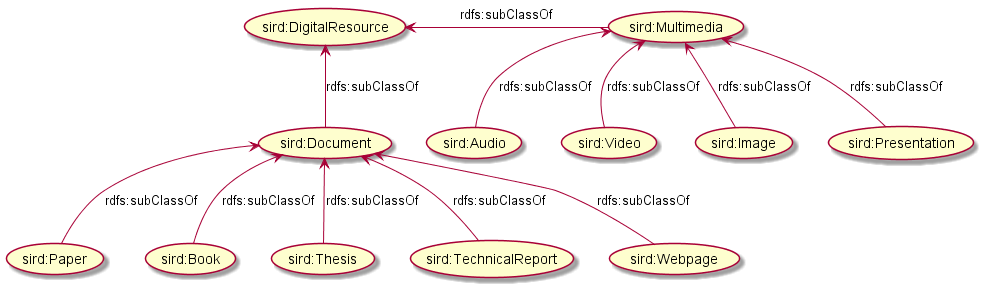 rdfs:subClassOf
sird:DigitalResource
sird:Multimedia
rdfs:subClassOf
rdfs:subClassOf
rdfs:subClassOf
rdfs:subClassOf
rdfs:subClassOf
sird:Document
sird:Audio
sird:Video
sird:Image
sird:Presentation
rdfs:subClassOf
rdfs:subClassOf
rdfs:subClassOf
rdfs:subClassOf
rdfs:subClassOf
sird:Paper
sird:Book
sird:Thesis
sird:TechnicalReport
sird:Webpage